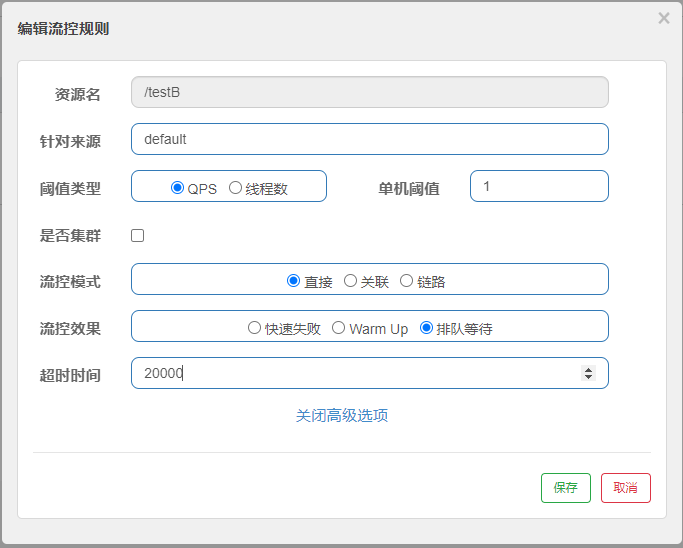 编辑流控规则 ×
资源名 /testB
针对来源 default
阈值类型 QPS 线程数 单机阈值 1
是否集群
流控模式 直接 关联 链路
流控效果 快速失败 Warm Up 排队等待
超时时间 20000
关闭高级选项
保存 取消